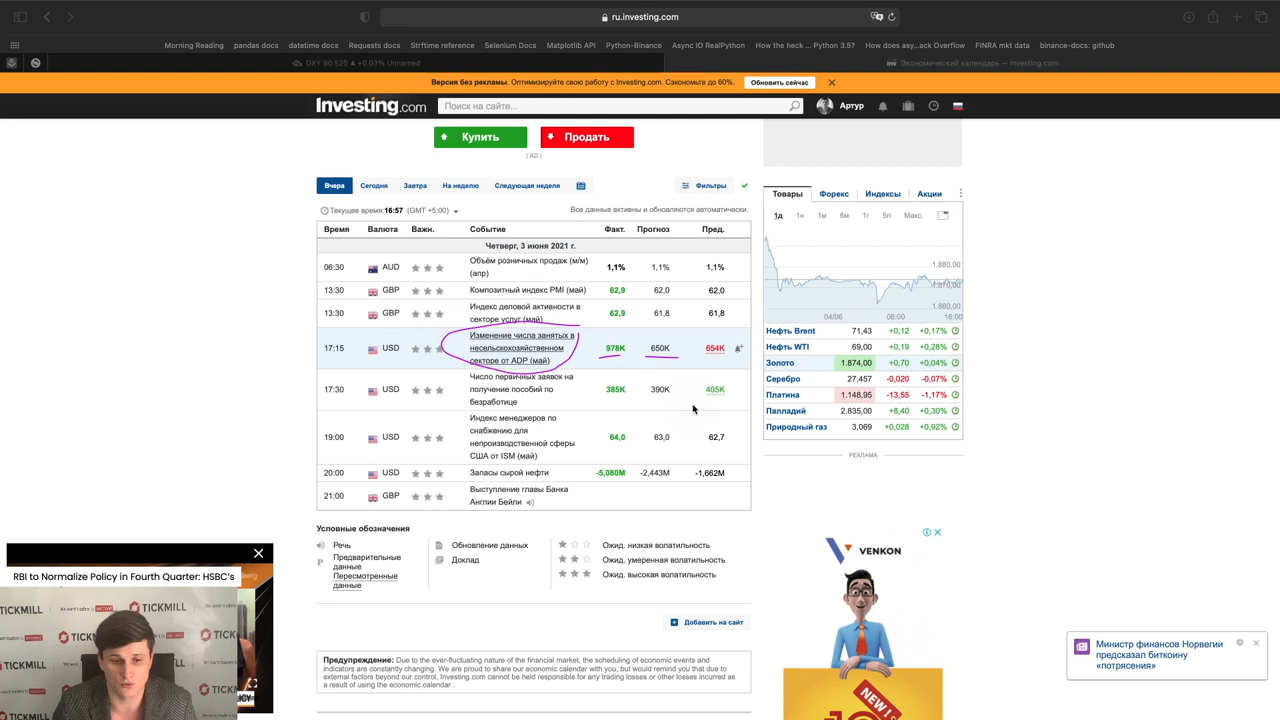 ru.investing.com
Morning Reading pandas docs datetime docs Requests docs Strftime reference Selenium Docs Matplotlib API Python-Binance Async IO RealPython How the heck ... Python 3.5? How does asy...ack Overflow FINRA mkt data binance-docs: github
DXY 90.520 ▲ +0.03% Unnamed
Экономический календарь — Investing.com
Версия без рекламы. Оптимизируйте свою работу с Investing.com. Сэкономьте до 60%. Обновить сейчас
Investing.com Поиск на сайте... Артур
Купить Продать
| AD |
Вчера Сегодня Завтра На неделю Следующая неделя Фильтры
Текущее время: 16:57 (GMT +5:00) Все данные активны и обновляются автоматически.
Время Валюта Важн. Событие Факт. Прогноз Пред.
Четверг, 3 июня 2021 г.
06:30 AUD Объём розничных продаж (м/м) 1,1% 1,1% 1,1%
(апр)
13:30 GBP Композитный индекс PMI (май) 62,9 62,0 62,0
13:30 GBP Индекс деловой активности в 62,9 61,8 61,8
секторе услуг (май)
17:15 USD Изменение числа занятых в 978K 650K 654K
несельскохозяйственном
секторе от ADP (май)
17:30 USD Число первичных заявок на 385K 390K 405K
получение пособий по
безработице
19:00 USD Индекс менеджеров по 64,0 63,0 62,7
снабжению для
непроизводственной сферы
США от ISM (май)
20:00 USD Запасы сырой нефти -5,080M -2,443M -1,662M
21:00 GBP Выступление главы Банка
Англии Бейли
Условные обозначения
Речь
Предварительные
данные
Пересмотренные
данные
Обновление данных
Доклад
Ожид. низкая волатильность
Ожид. умеренная волатильность
Ожид. высокая волатильность
Добавить на сайт
Предупреждение: Due to the ever-fluctuating nature of the financial market, the scheduling of economic events and
indicators are constantly changing. We are proud to share our economic calendar with you, but would remind you that due to
external factors beyond our control, Investing.com cannot be held responsible for any trading losses or other losses incurred
as a result of using the economic calendar .
Товары Форекс Индексы Акции
1д 1н 1м 6м 1г 5л Макс.
1.880,00
1.870,00
1.860,00
04/06 08:00 16:00
Нефть Brent 71,43 +0,12 +0,17%
Нефть WTI 69,00 +0,19 +0,28%
Золото 1.874,00 +0,70 +0,04%
Серебро 27,457 -0,020 -0,07%
Платина 1.148,95 -13,55 -1,17%
Палладий 2.835,00 +8,40 +0,30%
Природный газ 3,069 +0,028 +0,92%
РЕКЛАМА
VENKON
NEW!
Министр финансов Норвегии
предсказал биткоину
«потрясения»
RBI to Normalize Policy in Fourth Quarter: HSBC's
TICKMILL
TICKMILL
TICKMILL